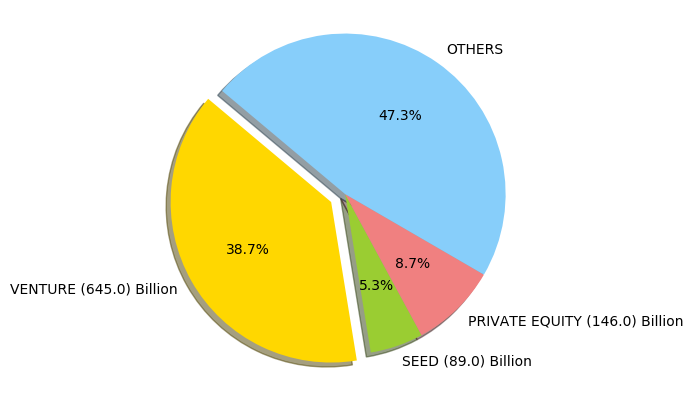 OTHERS
47.3%
38.7%
8.7%
5.3%
VENTURE (645.0) Billion
PRIVATE EQUITY (146.0) Billion
SEED (89.0) Billion